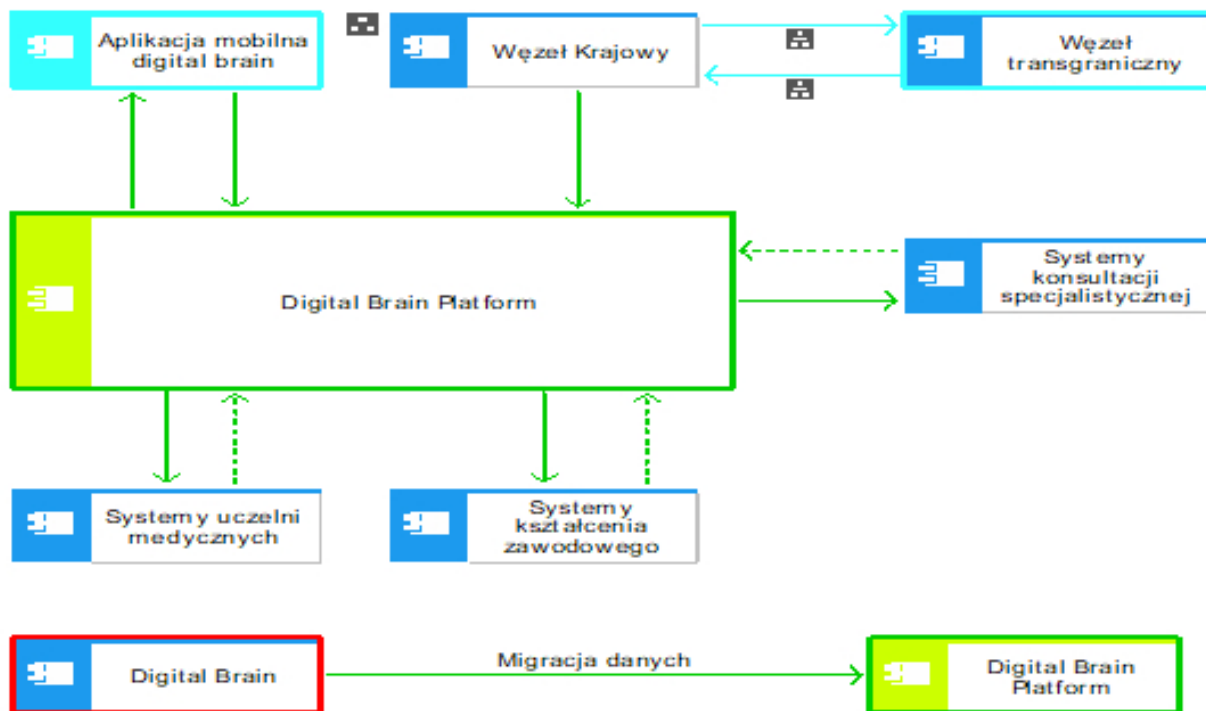 Aplikacja mobilna
digital brain
Węzeł Krajowy
Węzeł
transgraniczny
Digital Brain Platform
Systemy
konsultacji
specjalistycznej
Systemy uczelni
medycznych
Systemy
kształcenia
zawodowego
Digital Brain
Migracja danych
Digital Brain
Platform